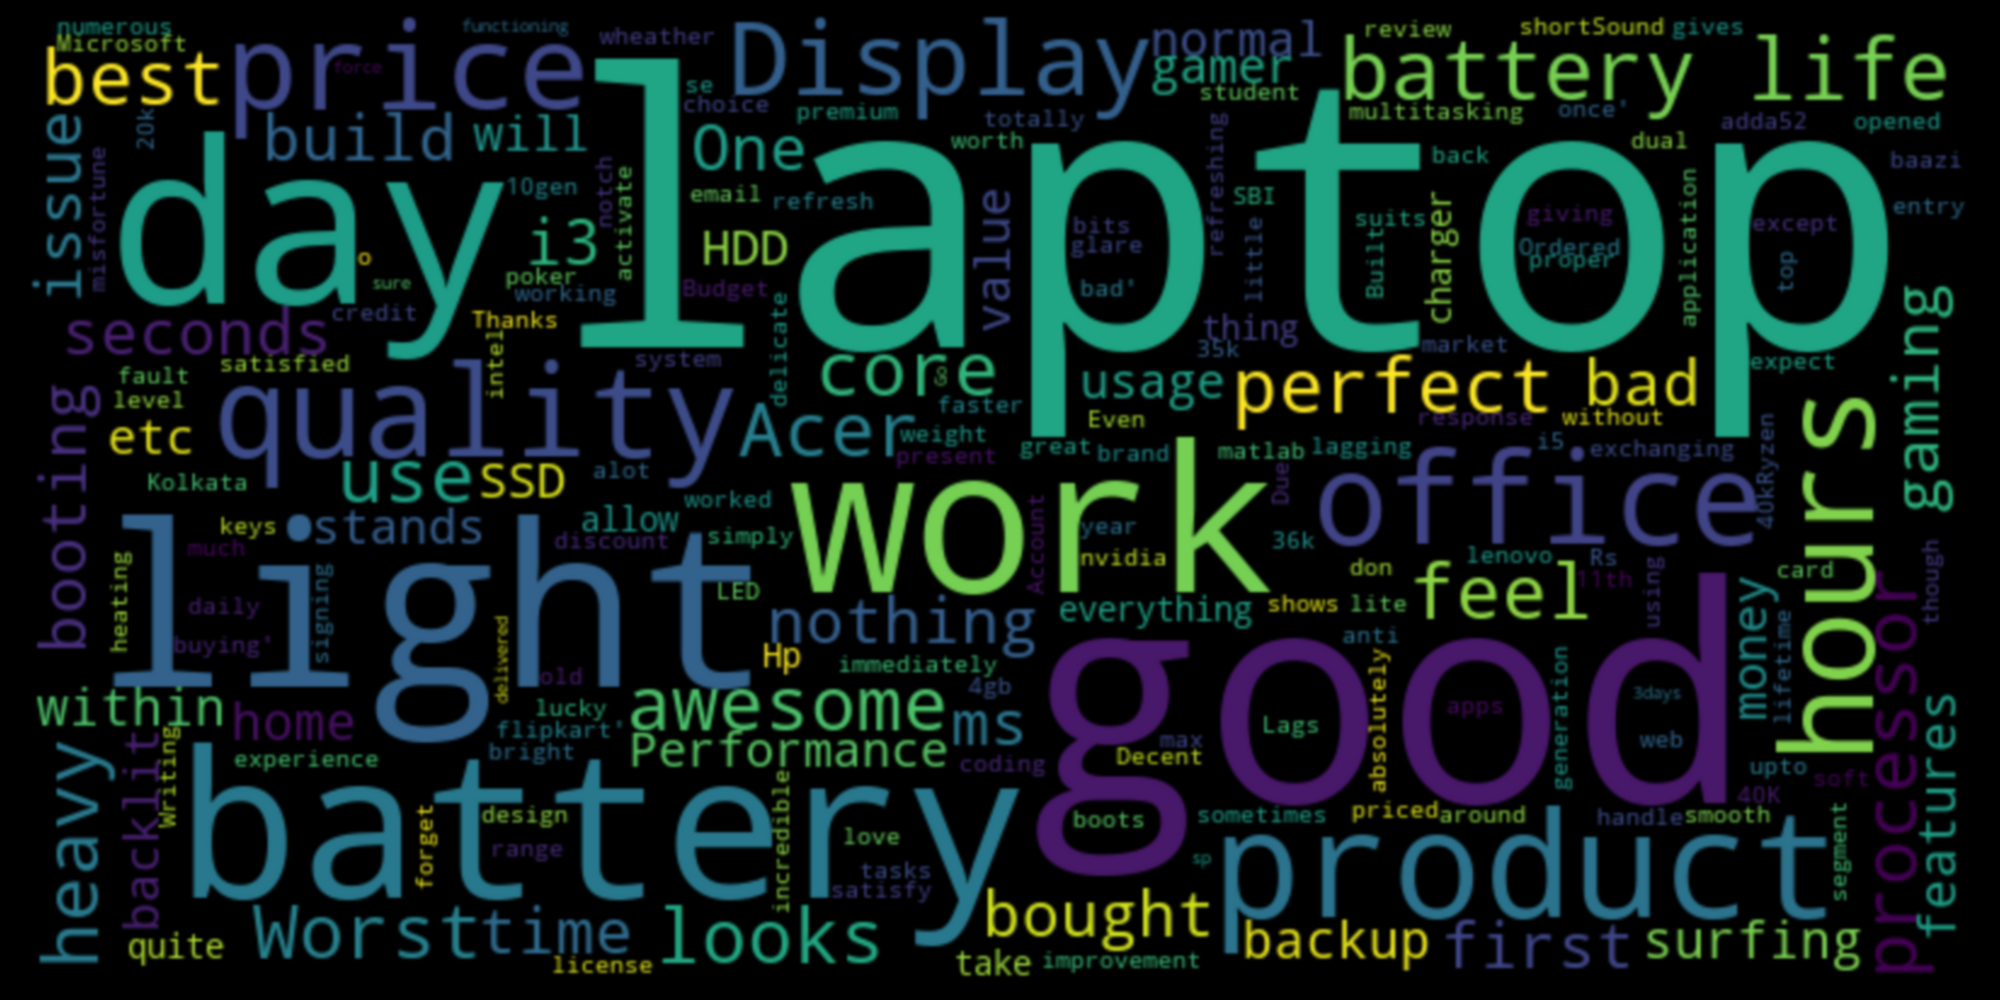 numerous
functioning
Microsoft
best
price
force
wheather
Display
normal
gamer
review
shortSound
gives
battery life
se
choice
premium
student
multitasking
once'
adda52
opened
20k
build
will
One
totally
worth
refreshing
back
dual
baazi
issue
misfortune
day
laptop
10gen
notch
activate
email
refresh
value
SBI
bits
glare
suits
charger
giving
application
except
entry
i3
HDD
little
Built
Ordered
proper
top
o
sure
poker
working
Budget
delicate
bad'
seconds
credit
Thanks
thing
gaming
satisfied
intel
system
35k
market
expect
fault
level
quality
core
8
usage
perfect
bad
hours
booting
etc
Acer
faster
weight
Even
response
without
present
great
brand
matlab
lagging
i5
exchanging
40kRyzen
Kolkata
use
SSD
alot
worked
work
Due
office
keys
stands
allow
discount
simply
Account
year
36k
lenovo
Rs
though
light
much
nvidia
don
11th
using
card
heating
daily
signing
LED
nothing
everything
shows
lite
feel
money
processor
buying'
delivered
Hp
immediately
good
anti
absolutely
generation
lifetime
old
4gb
within
home
lucky
awesome
ms
Lags
apps
3days
features
flipkart'
backlit
Writing
experience
bright
Performance
coding
max
Decent
web
upto
soft
heavy
battery
incredible
40K
forget
design
love
boots
sometimes
priced
around
handle
smooth
segment
range
tasks
satisfy
sp
product
quite
Worst
time
looks
bought
backup
first
surfing
license
take
improvement